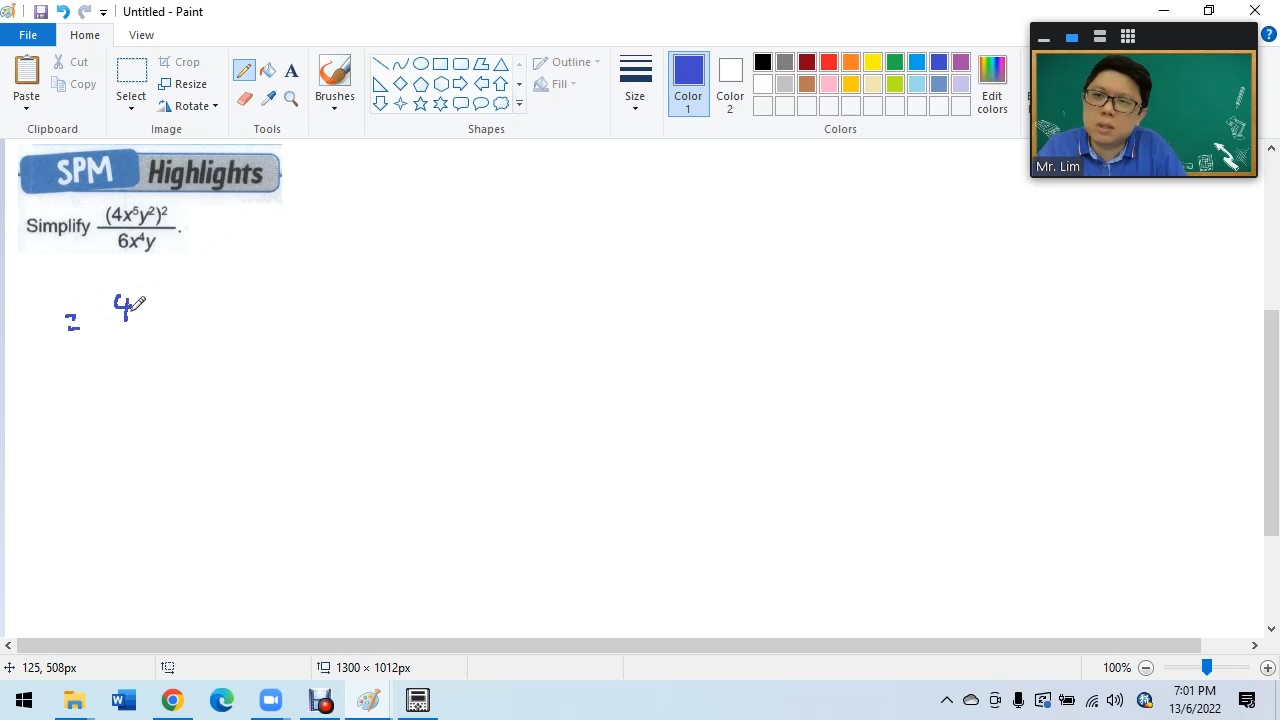 Untitled - Paint
File Home View
Paste Cut Copy Clipboard
Select Crop Resize Rotate Image
Tools
Brushes
Shapes
Outline Fill
Size
Color 1 Color 2 Edit colors Colors
Mr. Lim
SPM Highlights
Simplify (4x⁵y²)² / 6x⁴y .
= 4
125, 508px 1300 × 1012px 100%
7:01 PM
13/6/2022